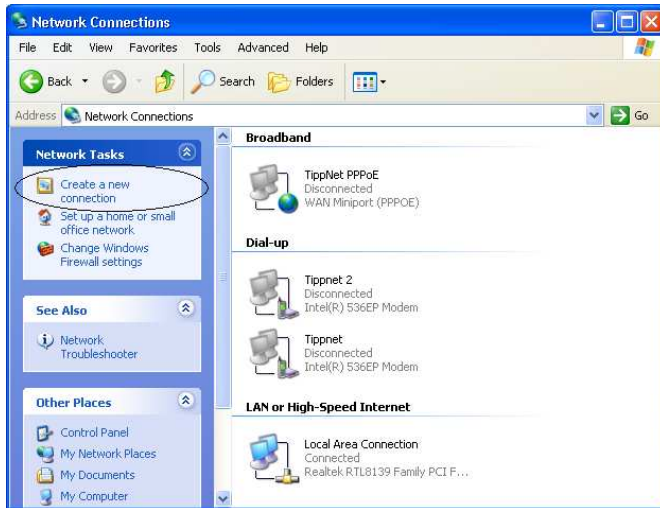 Network Connections
File Edit View Favorites Tools Advanced Help
Back Search Folders
Address Network Connections Go
Network Tasks
Create a new
connection
Set up a home or small
office network
Change Windows
Firewall settings
See Also
Network
Troubleshooter
Other Places
Control Panel
My Network Places
My Documents
My Computer
Broadband
TippNet PPPoE
Disconnected
WAN Miniport (PPPOE)
Dial-up
Tippnet 2
Disconnected
Intel(R) 536EP Modem
Tippnet
Disconnected
Intel(R) 536EP Modem
LAN or High-Speed Internet
Local Area Connection
Connected
Realtek RTL8139 Family PCI F...